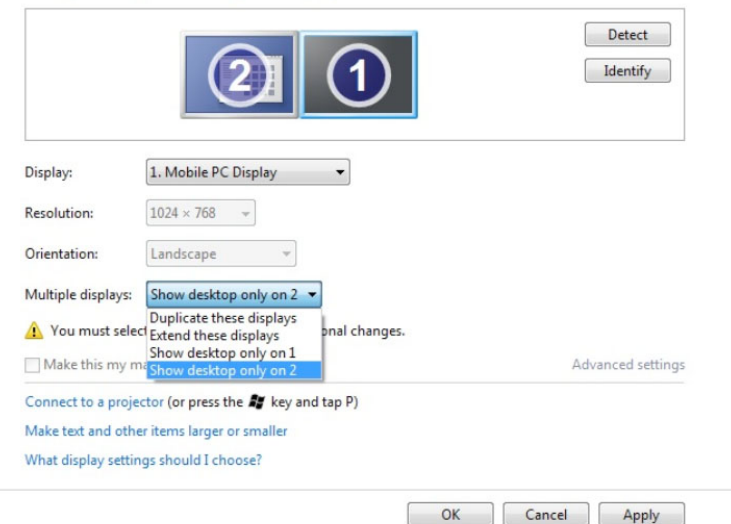 2 1
Detect
Identify
Display: 1. Mobile PC Display
Resolution: 1024 × 768
Orientation: Landscape
Multiple displays: Show desktop only on 2
Duplicate these displays
Extend these displays
Show desktop only on 1
Show desktop only on 2
You must select onal changes.
Make this my ma
Advanced settings
Connect to a projector (or press the key and tap P)
Make text and other items larger or smaller
What display settings should I choose?
OK Cancel Apply